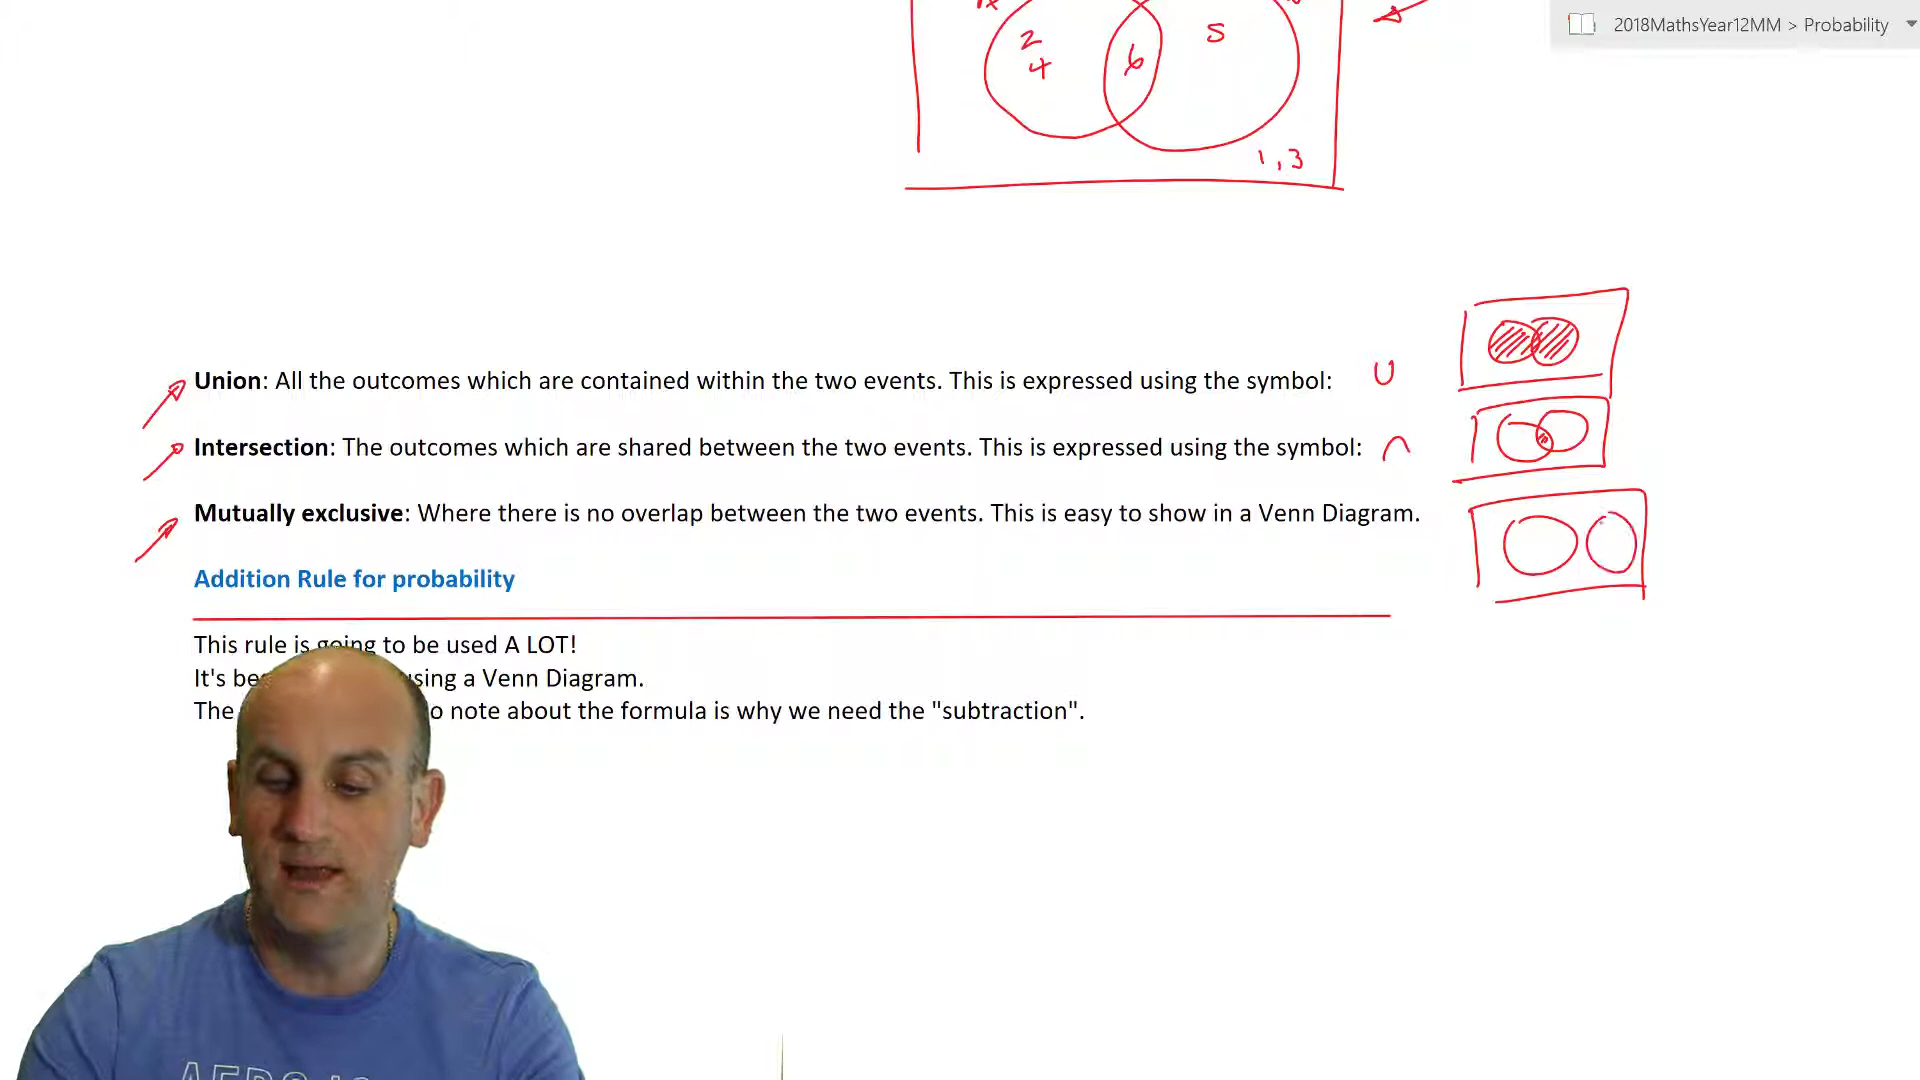 2018MathsYear12MM > Probability
2
4
6
5
1, 3
Union: All the outcomes which are contained within the two events. This is expressed using the symbol: ∪
Intersection: The outcomes which are shared between the two events. This is expressed using the symbol: ∩
Mutually exclusive: Where there is no overlap between the two events. This is easy to show in a Venn Diagram.
Addition Rule for probability
This rule is going to be used A LOT!
It's using a Venn Diagram.
The note about the formula is why we need the "subtraction".